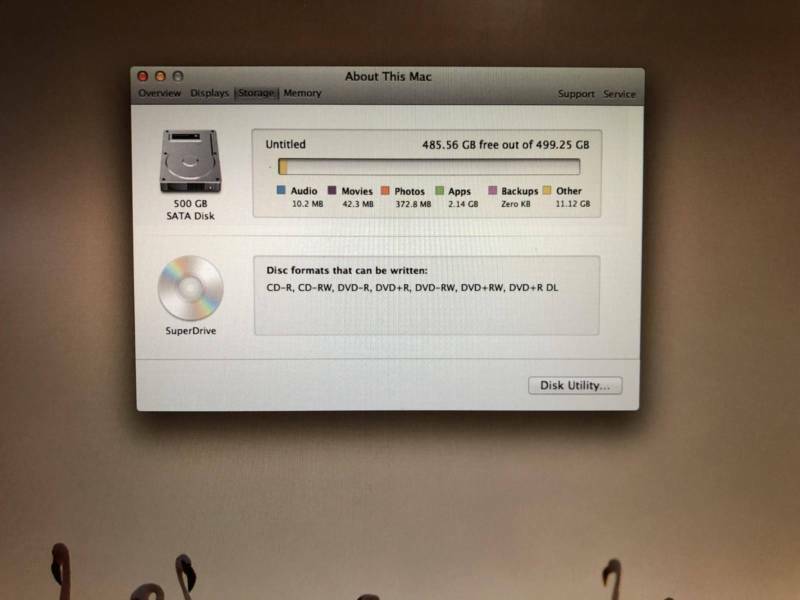 About This Mac
Overview Displays Storage Memory Support Service
Untitled 485.56 GB free out of 499.25 GB
Audio Movies Photos Apps Backups Other
10.2 MB 42.3 MB 372.8 MB 2.14 GB Zero KB 11.12 GB
500 GB
SATA Disk
Disc formats that can be written:
CD-R, CD-RW, DVD-R, DVD+R, DVD-RW, DVD+RW, DVD+R DL
SuperDrive
Disk Utility...